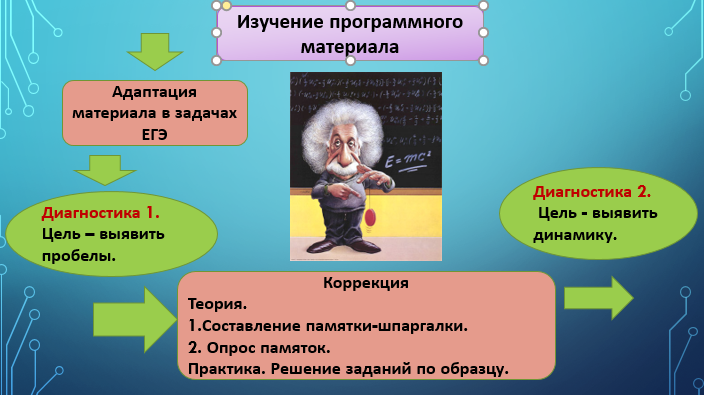 Изучение программного
материала
Адаптация
материала в задачах
ЕГЭ
Диагностика 1.
Цель – выявить
пробелы.
E=mc²
Диагностика 2.
Цель - выявить
динамику.
Коррекция
Теория.
1.Составление памятки-шпаргалки.
2. Опрос памяток.
Практика. Решение заданий по образцу.